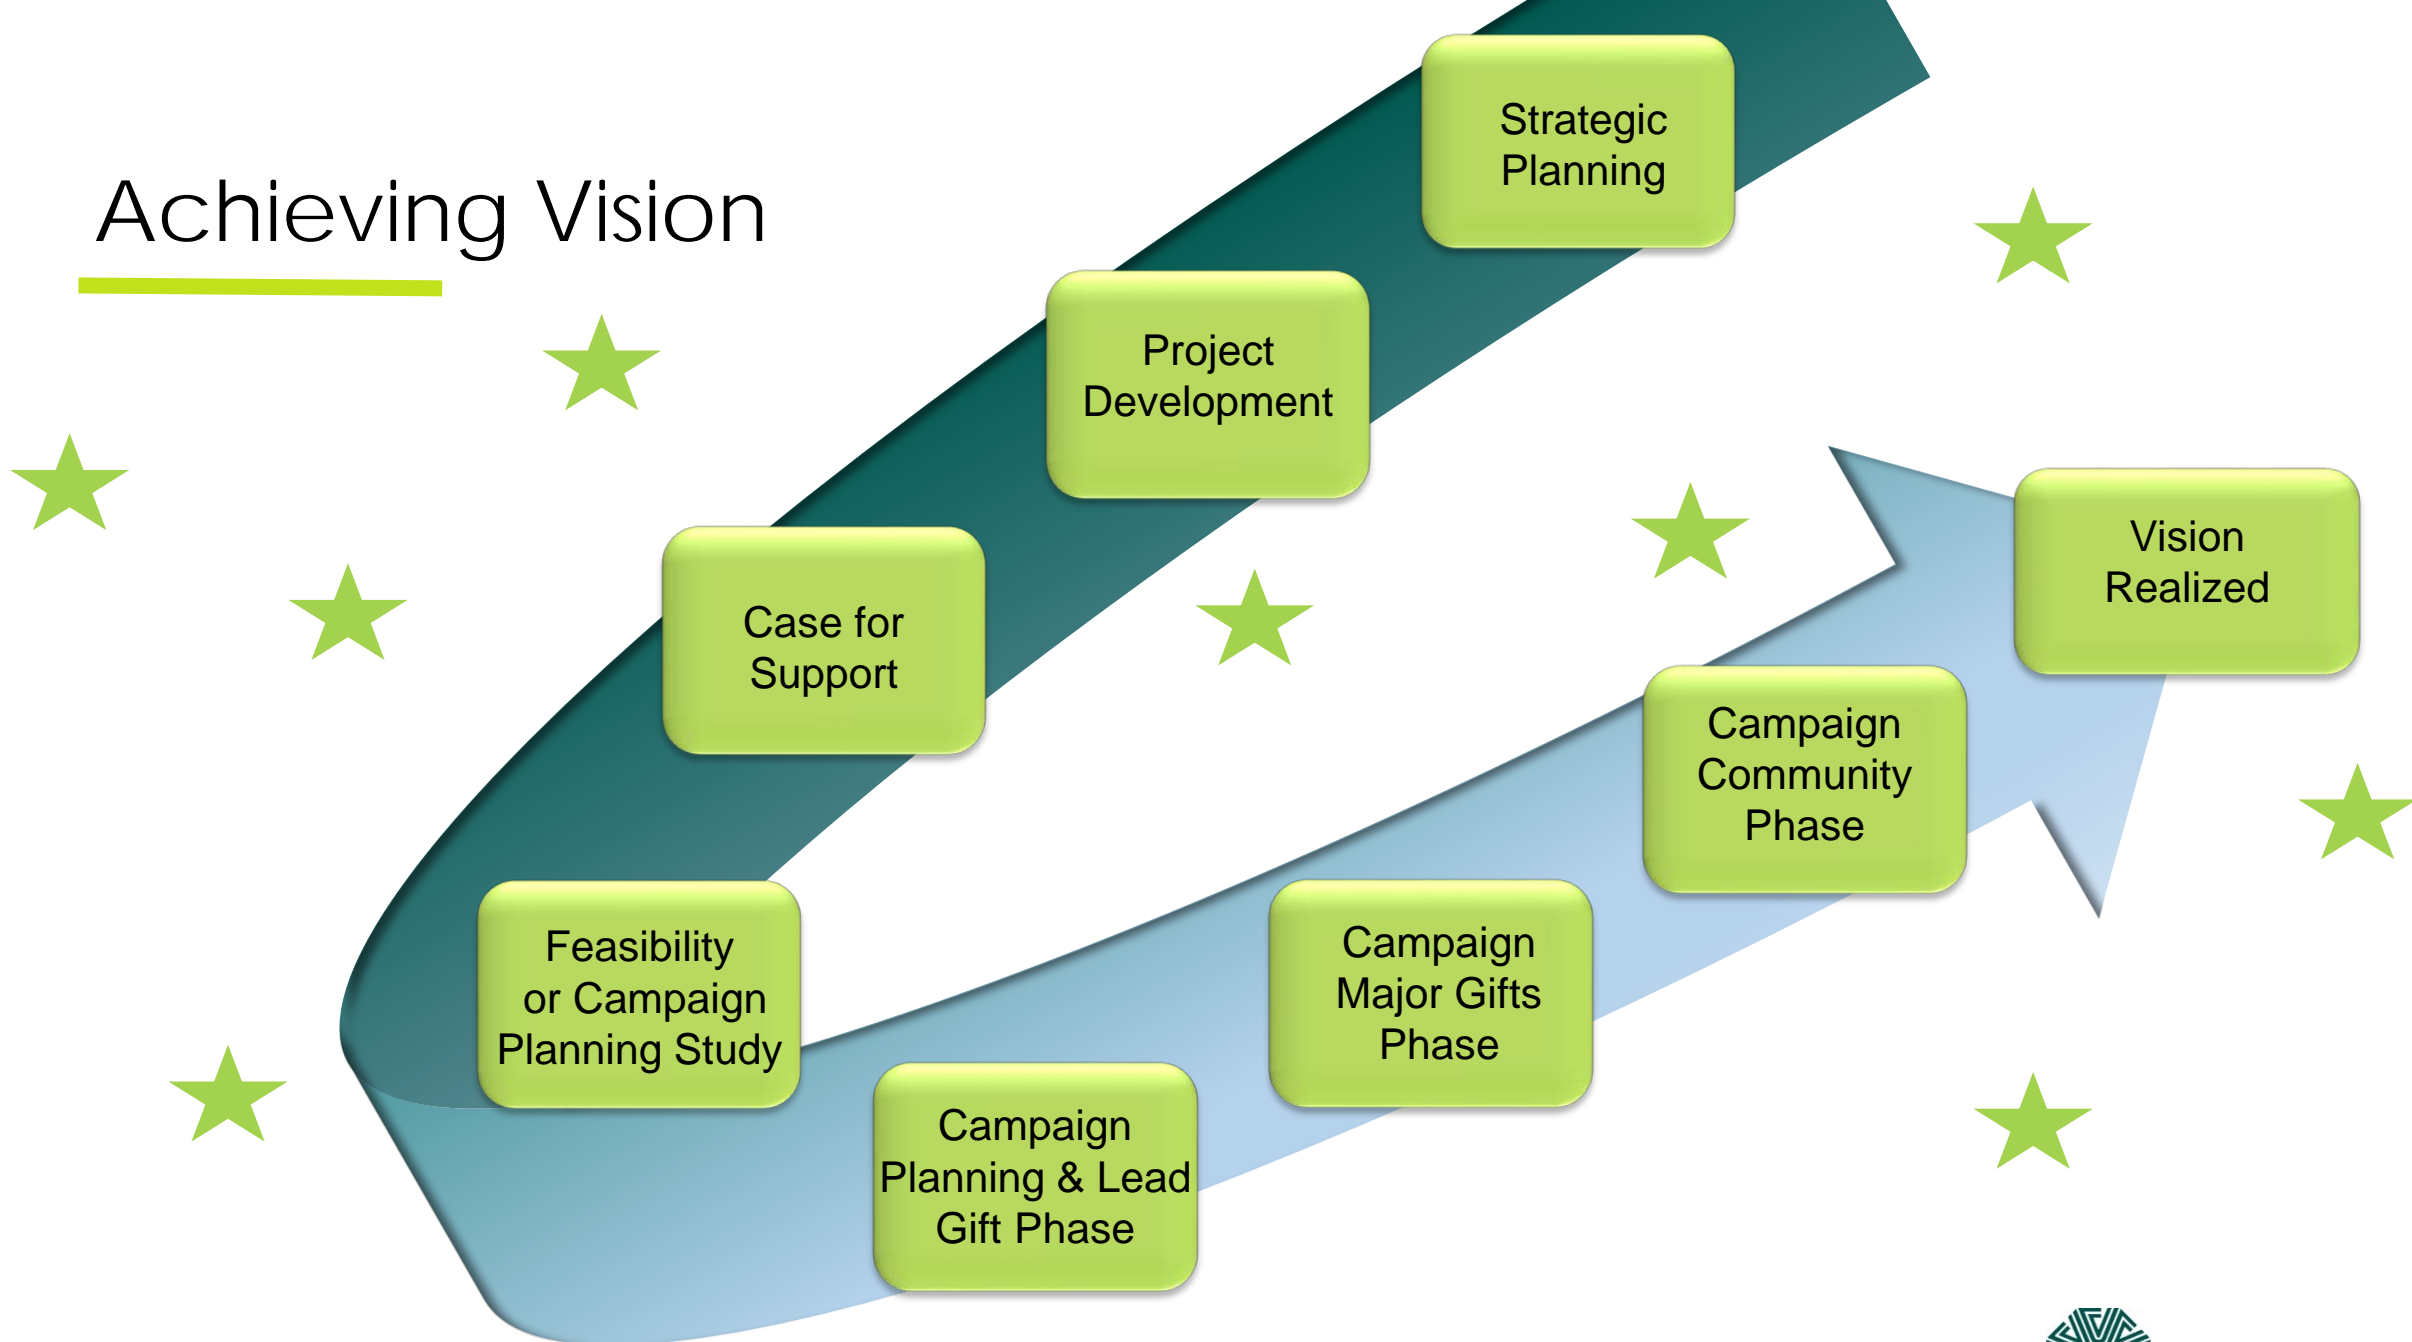 Achieving Vision
Strategic
Planning
Project
Development
Case for
Support
Feasibility
or Campaign
Planning Study
Campaign
Planning & Lead
Gift Phase
Campaign
Major Gifts
Phase
Campaign
Community
Phase
Vision
Realized